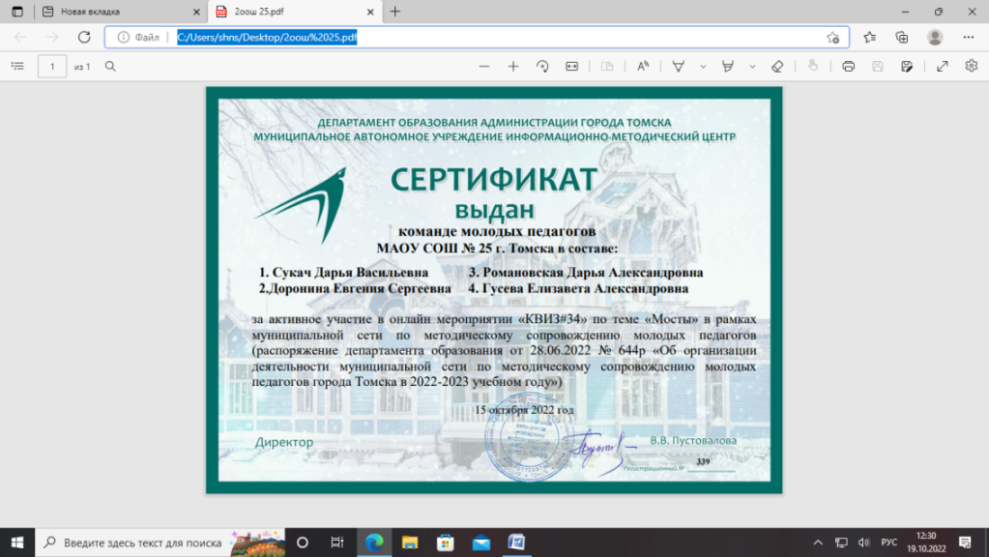 Новая вкладка
2оош 25.pdf
Файл
C:/Users/shns/Desktop/2оош%2025.pdf
1 из 1
ДЕПАРТАМЕНТ ОБРАЗОВАНИЯ АДМИНИСТРАЦИИ ГОРОДА ТОМСКА
МУНИЦИПАЛЬНОЕ АВТОНОМНОЕ УЧРЕЖДЕНИЕ ИНФОРМАЦИОННО-МЕТОДИЧЕСКИЙ ЦЕНТР
СЕРТИФИКАТ
выдан
команде молодых педагогов
МАОУ СОШ № 25 г. Томска в составе:
1. Сукач Дарья Васильевна 3. Романовская Дарья Александровна
2.Доронина Евгения Сергеевна 4. Гусева Елизавета Александровна
за активное участие в онлайн мероприятии «КВИЗ#34» по теме «Мосты» в рамках
муниципальной сети по методическому сопровождению молодых педагогов
(распоряжение департамента образования от 28.06.2022 № 644р «Об организации
деятельности муниципальной сети по методическому сопровождению молодых
педагогов города Томска в 2022-2023 учебном году»)
15 октября 2022 год
Директор
В.В. Пустовалова
Регистрационный № 339
Введите здесь текст для поиска
РУС
12:30
19.10.2022